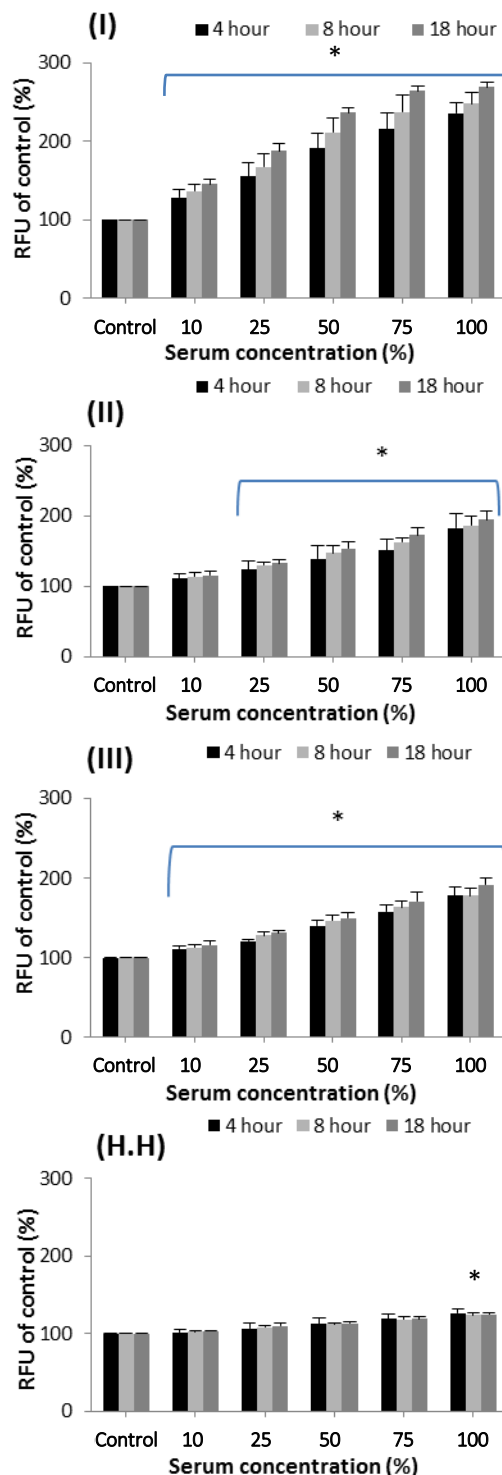 (I)
4 hour 8 hour 18 hour
*
300
200
100
0
RFU of control (%)
Control 10 25 50 75 100
Serum concentration (%)
(II)
4 hour 8 hour 18 hour
*
300
200
100
0
RFU of control (%)
Control 10 25 50 75 100
Serum concentration (%)
(III)
4 hour 8 hour 18 hour
*
300
200
100
0
RFU of control (%)
Control 10 25 50 75 100
Serum concentration (%)
(H.H)
4 hour 8 hour 18 hour
*
300
200
100
0
RFU of control (%)
Control 10 25 50 75 100
Serum concentration (%)